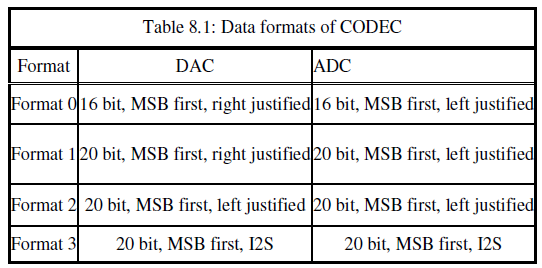 Table 8.1: Data formats of CODEC
Format DAC ADC
Format 0 16 bit, MSB first, right justified 16 bit, MSB first, left justified
Format 1 20 bit, MSB first, right justified 20 bit, MSB first, left justified
Format 2 20 bit, MSB first, left justified 20 bit, MSB first, left justified
Format 3 20 bit, MSB first, I2S 20 bit, MSB first, I2S